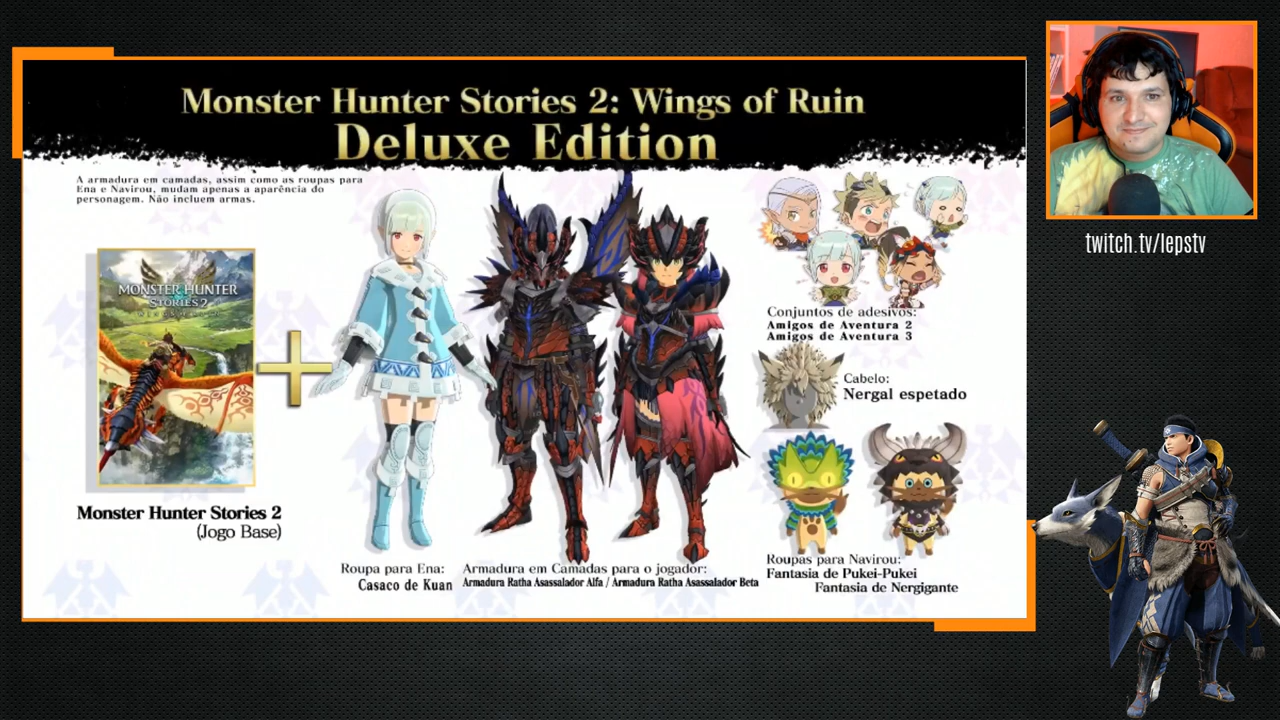 Monster Hunter Stories 2: Wings of Ruin
Deluxe Edition
A armadura em camadas, assim como as roupas para
Ena e Navirou, mudam apenas a aparência do
personagem. Não incluem armas.
MONSTER HUNTER
STORIES 2
Monster Hunter Stories 2
(Jogo Base)
Roupa para Ena:
Casaco de Kuan
Armadura em Camadas para o jogador:
Armadura Ratha Asassalador Alfa / Armadura Ratha Asassalador Beta
Conjuntos de adesivos:
Amigos de Aventura 2
Amigos de Aventura 3
Cabelo:
Nergal espetado
Roupas para Navirou:
Fantasia de Pukei-Pukei
Fantasia de Nergigante
twitch.tv/lepstv